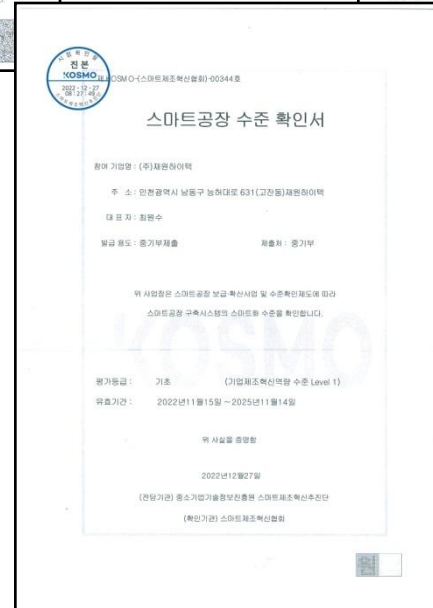 시점확인필
진본
KOSMO
2022-12-27
08:27:49
제 KOSMO-(스마트제조혁신협회)-00344호
스마트공장 수준 확인서
참여 기업명 : (주)재원하이텍
주 소 : 인천광역시 남동구 능허대로 631(고잔동)재원하이텍
대 표 자 : 최원수
발급 용도 : 중기부제출 제출처 : 중기부
위 사업장은 스마트공장 보급·확산사업 및 수준확인제도에 따라
스마트공장 구축시스템의 스마트화 수준을 확인합니다.
KOSMO
평가등급 : 기초 (기업제조혁신역량 수준 Level 1)
유효기간 : 2022년11월15일 ~ 2025년11월14일
위 사실을 증명함
2022년12월27일
(전담기관) 중소기업기술정보진흥원 스마트제조혁신추진단
(확인기관) 스마트제조혁신협회